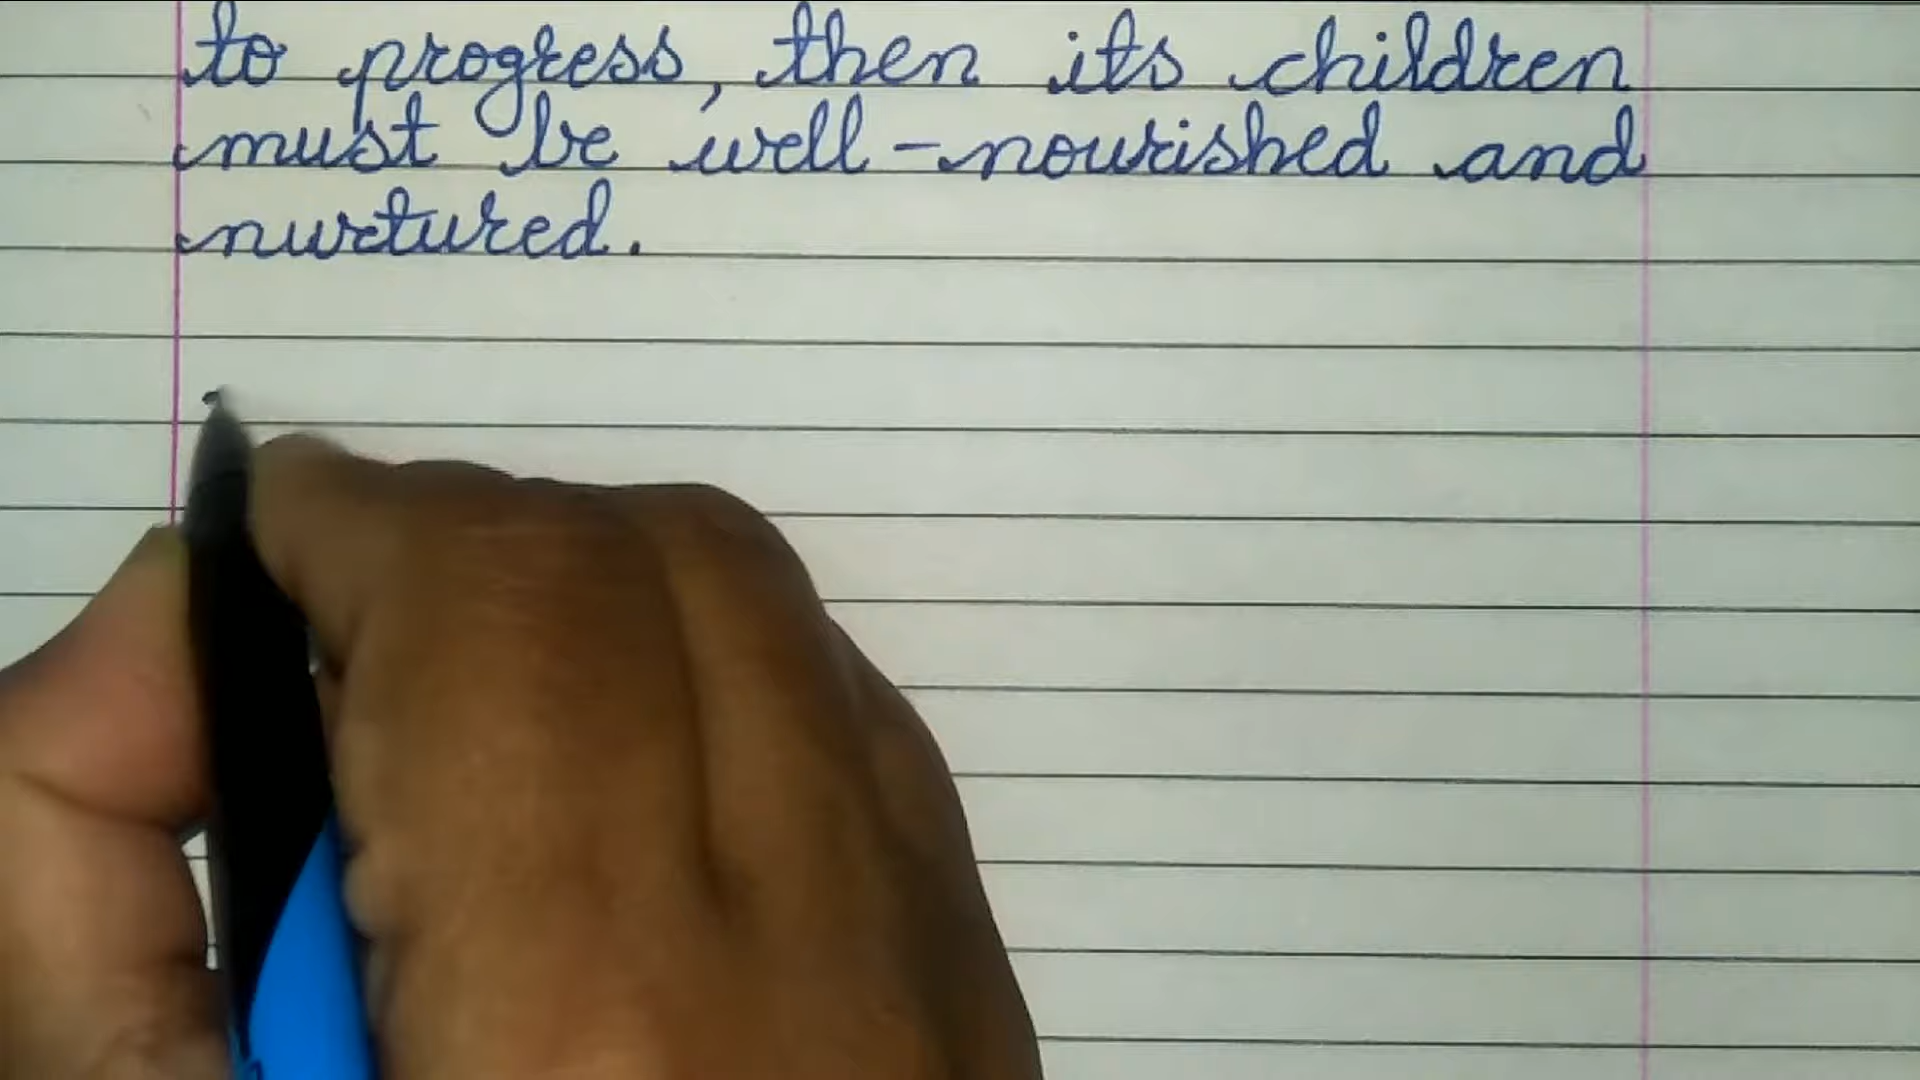 to progress, then its children
must be well-nourished and
nurtured.